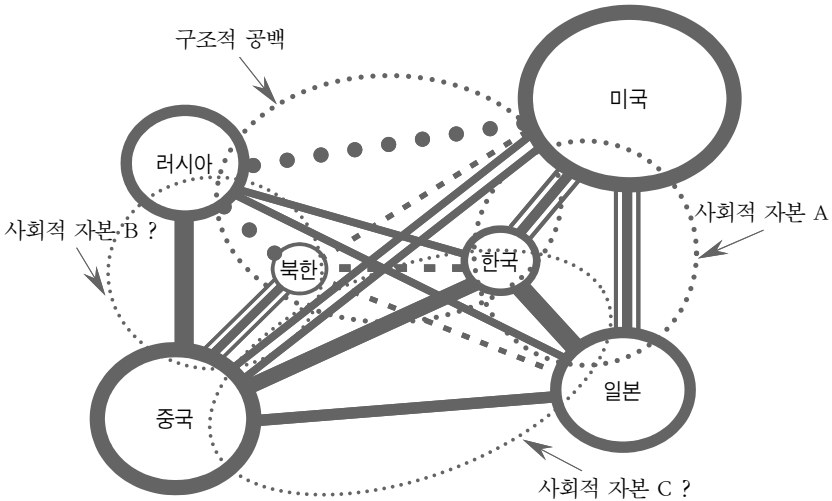 구조적 공백
미국
러시아
사회적 자본 A
사회적 자본 B ?
북한
한국
일본
중국
사회적 자본 C ?